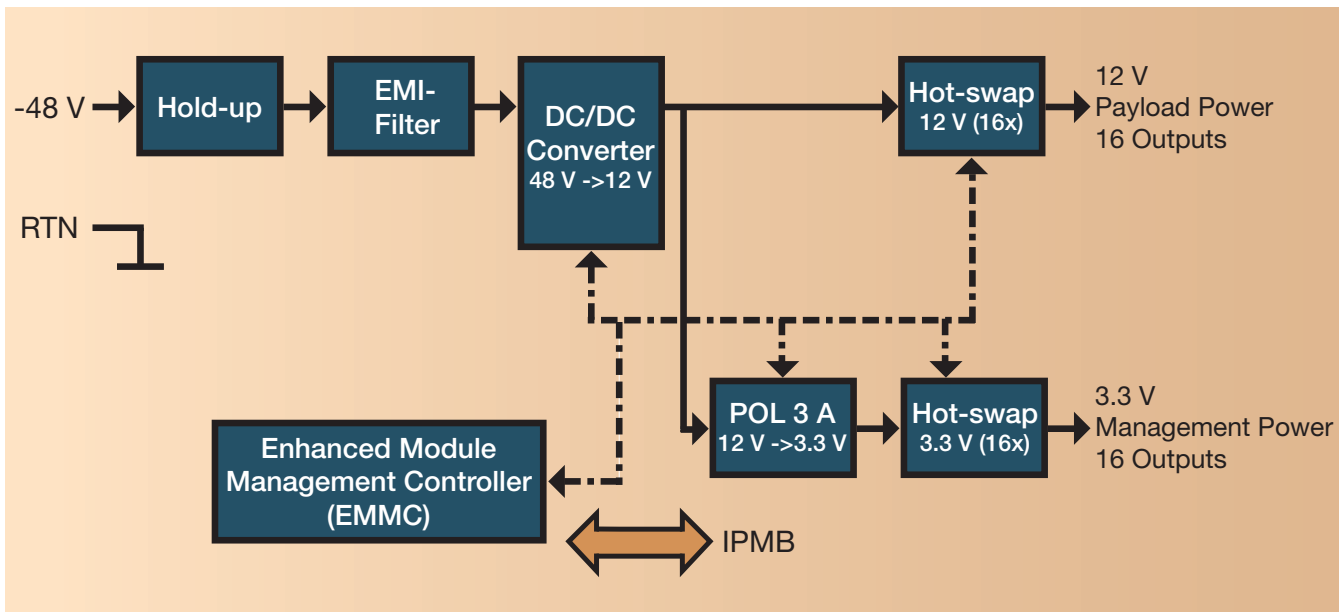 -48 V
Hold-up
EMI-
Filter
DC/DC
Converter
48 V ->12 V
Hot-swap
12 V (16x)
12 V
Payload Power
16 Outputs
RTN
POL 3 A
12 V ->3.3 V
Hot-swap
3.3 V (16x)
3.3 V
Management Power
16 Outputs
Enhanced Module
Management Controller
(EMMC)
IPMB